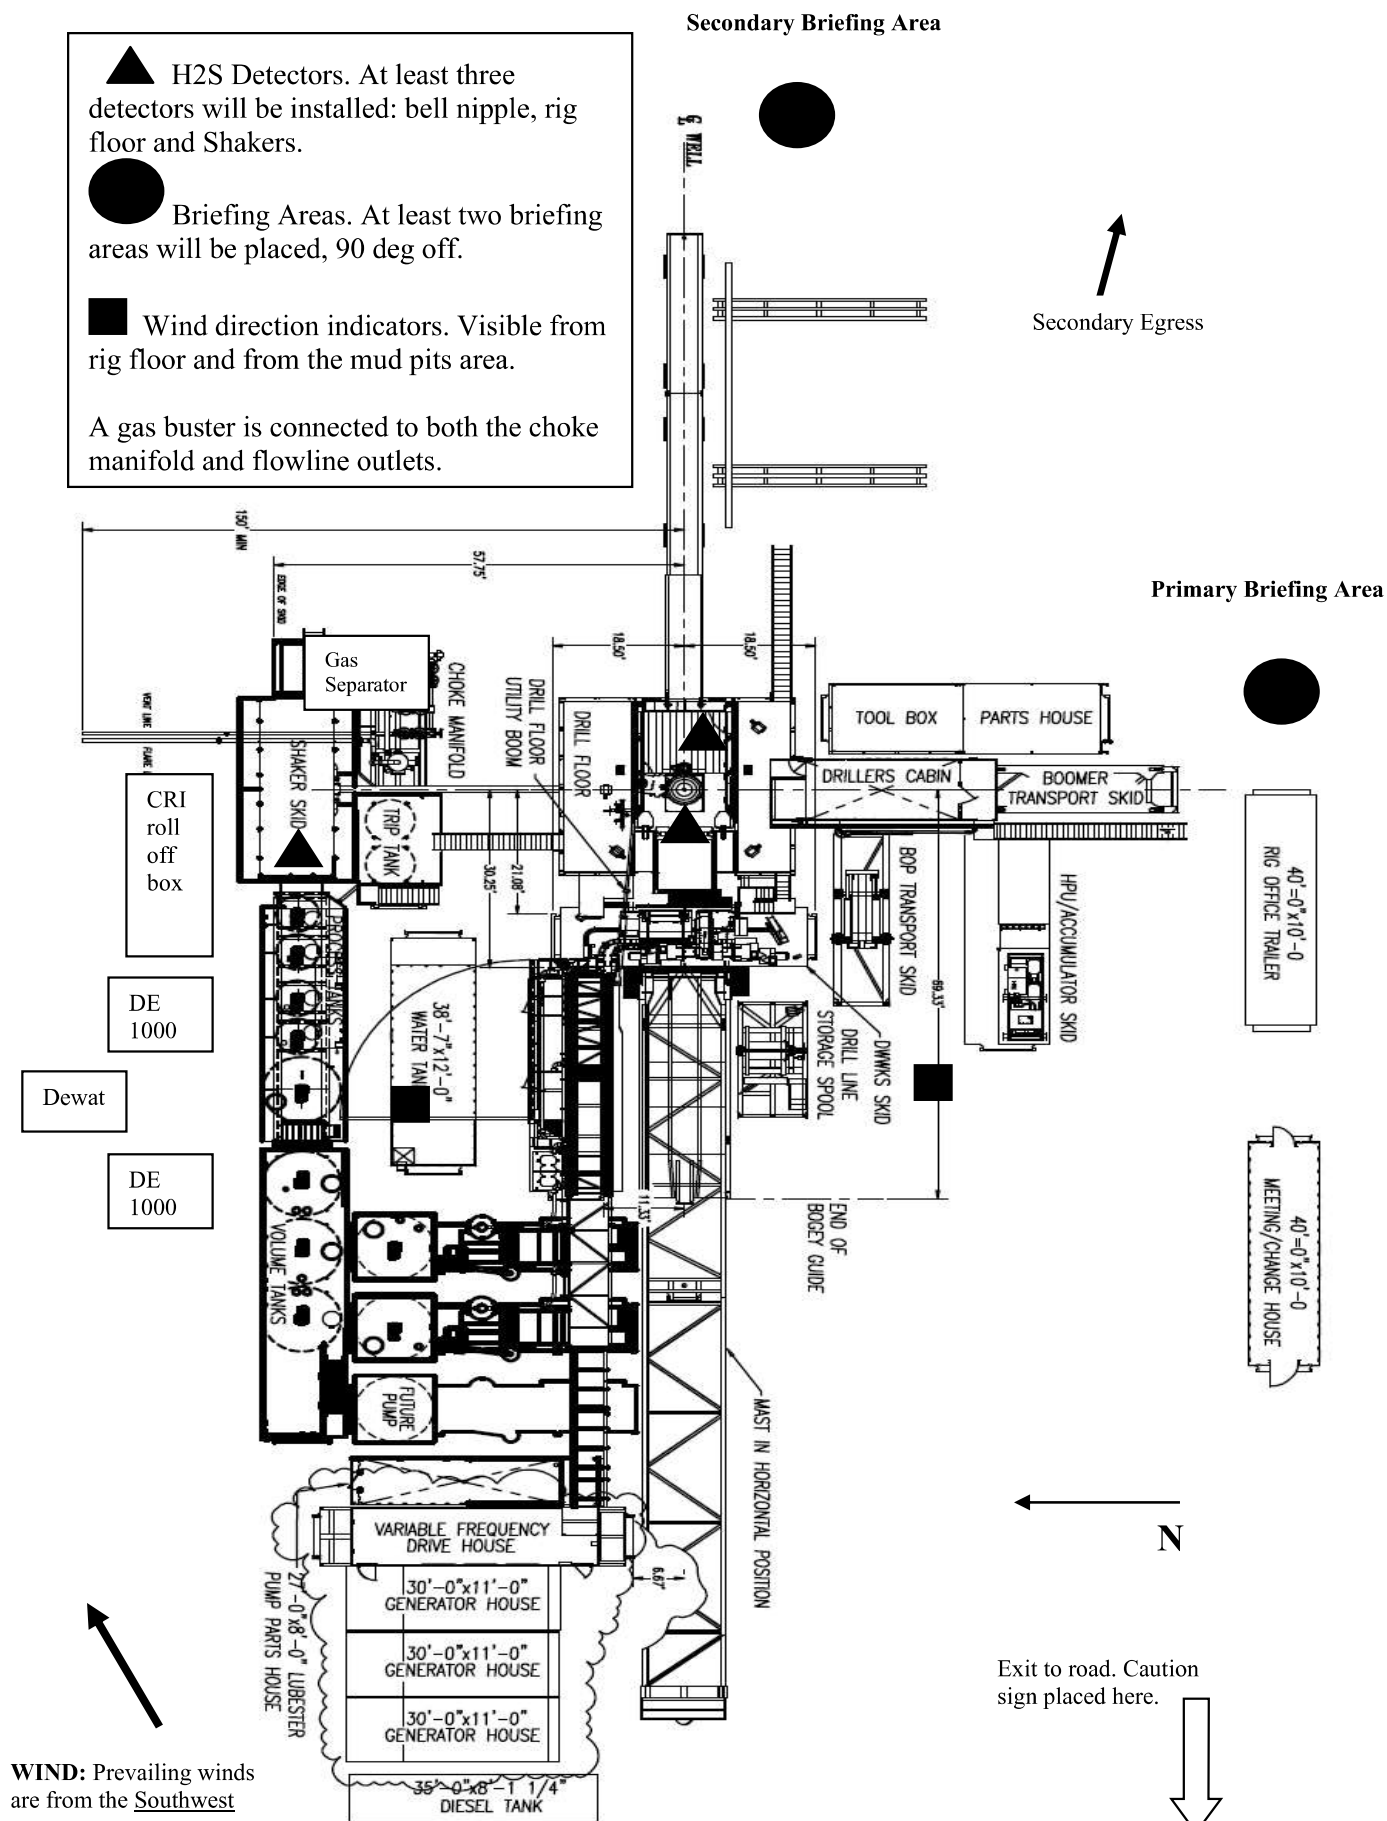 Secondary Briefing Area
H2S Detectors. At least three
detectors will be installed: bell nipple, rig
floor and Shakers.
Briefing Areas. At least two briefing
areas will be placed, 90 deg off.
Wind direction indicators. Visible from
rig floor and from the mud pits area.
A gas buster is connected to both the choke
manifold and flowline outlets.
℄ WELL
Secondary Egress
150' MIN
57.75'
EDGE OF SKID
Primary Briefing Area
18.50'
18.50'
Gas
Separator
CHOKE MANIFOLD
DRILL FLOOR
UTILITY BOOM
DRILL FLOOR
TOOL BOX
PARTS HOUSE
VENT LINE
FLARE
SHAKER SKID
DRILLERS CABIN
BOOMER
TRANSPORT SKID
CRI
roll
off
box
TRIP TANK
30.25'
21.08'
BOP TRANSPORT SKID
HPU/ACCUMULATOR SKID
40'=0"x10'-0
RIG OFFICE TRAILER
PROCESS TANKS
DE
1000
38'-7"x12'-0"
WATER TANK
69.33'
DRILL LINE
STORAGE SPOOL
DWWKS SKID
Dewat
DE
1000
VOLUME TANKS
11.33'
END OF
BOGEY GUIDE
40'=0"x10'-0
MEETING/CHANGE HOUSE
FUTURE
PUMP
MAST IN HORIZONTAL POSITION
N
VARIABLE FREQUENCY
DRIVE HOUSE
6.67'
27'-0"x8'-0" LUBESTER
PUMP PARTS HOUSE
30'-0"x11'-0"
GENERATOR HOUSE
30'-0"x11'-0"
GENERATOR HOUSE
30'-0"x11'-0"
GENERATOR HOUSE
Exit to road. Caution
sign placed here.
WIND: Prevailing winds
are from the Southwest
35'-0"x8'-1 1/4"
DIESEL TANK